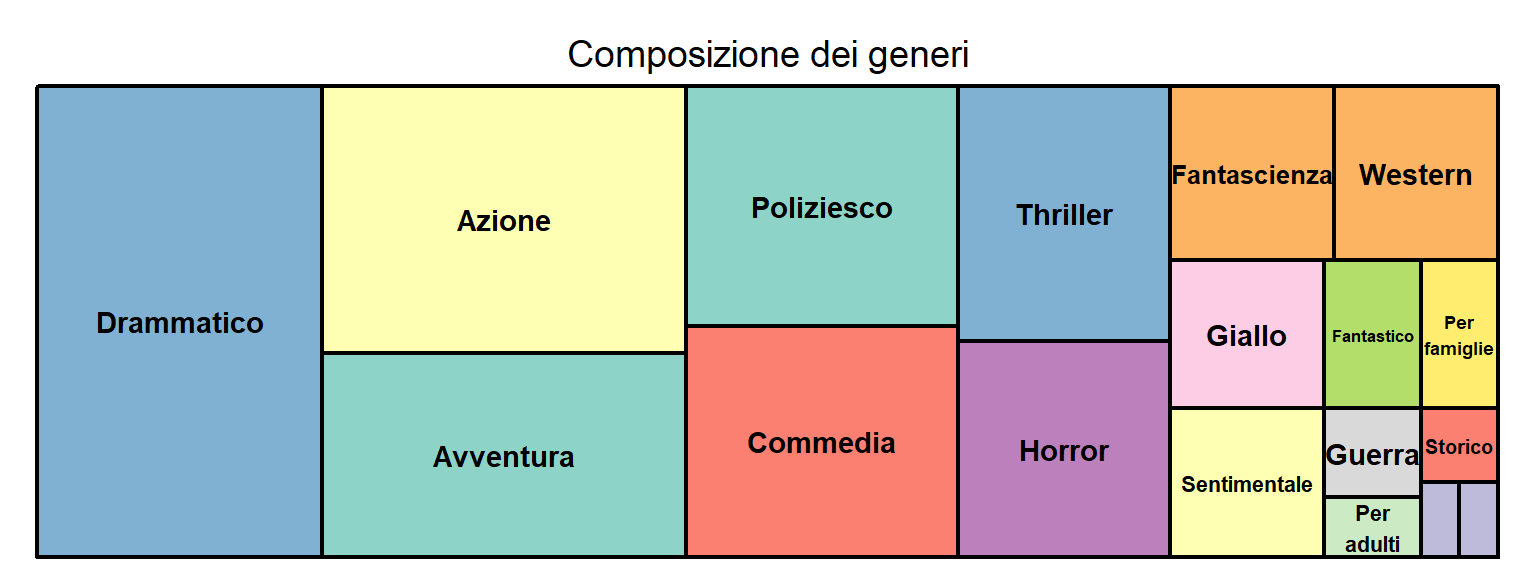 Composizione dei generi
Drammatico
Azione
Avventura
Poliziesco
Commedia
Thriller
Horror
Fantascienza
Western
Giallo
Fantastico
Per
famiglie
Sentimentale
Guerra
Storico
Per
adulti